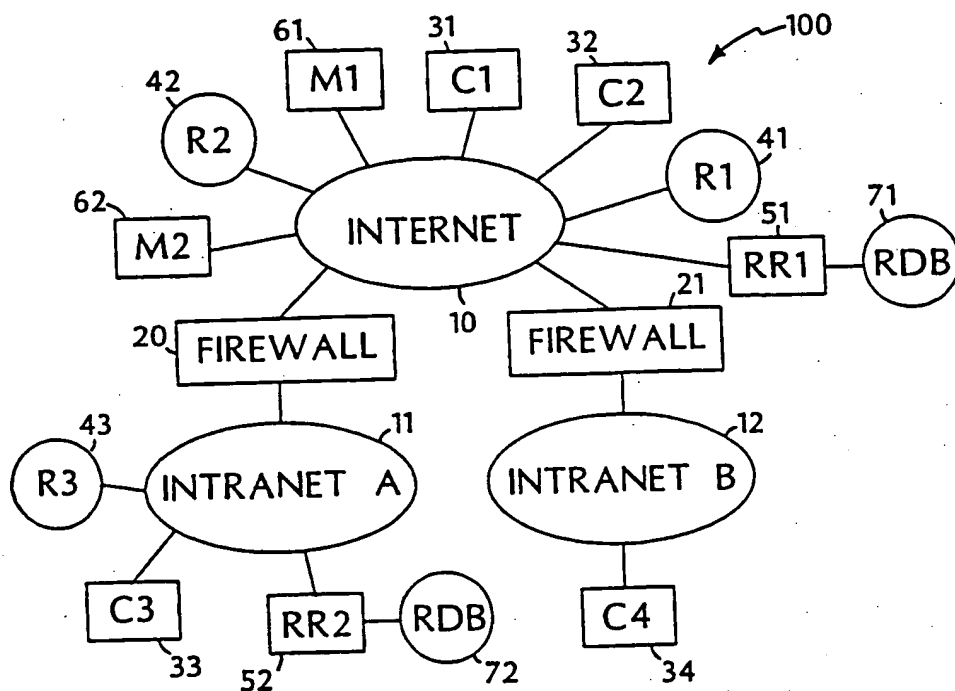 61
31
32
100
M1
C1
C2
42
R2
R1
41
62
M2
INTERNET
51
71
RR1
RDB
10
21
20
FIREWALL
FIREWALL
43
11
12
R3
INTRANET A
INTRANET B
C3
RR2
RDB
C4
33
52
72
34